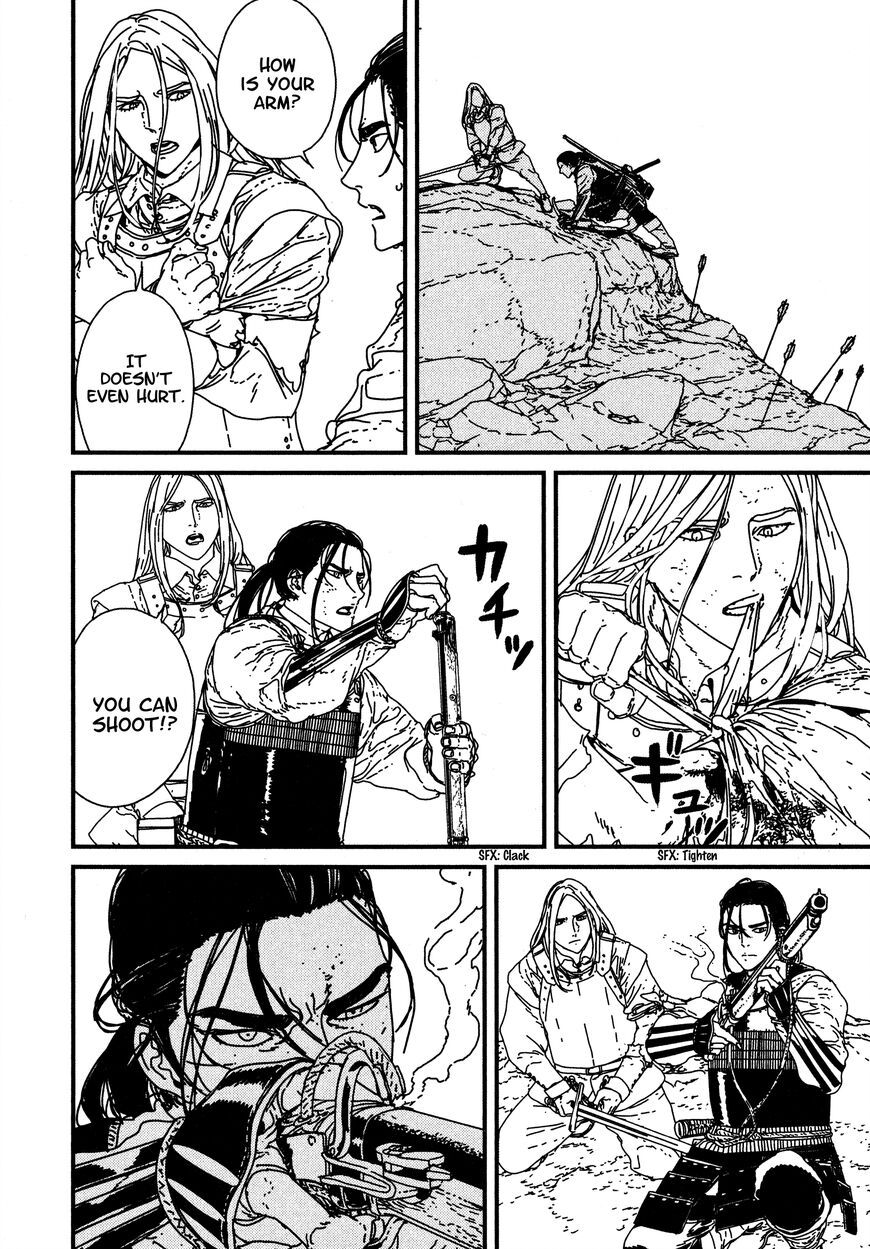 HOW
IS YOUR
ARM?
IT
DOESN'T
EVEN HURT.
ギュッ
カチッ
YOU CAN
SHOOT!?
SFX: Clack
SFX: Tighten